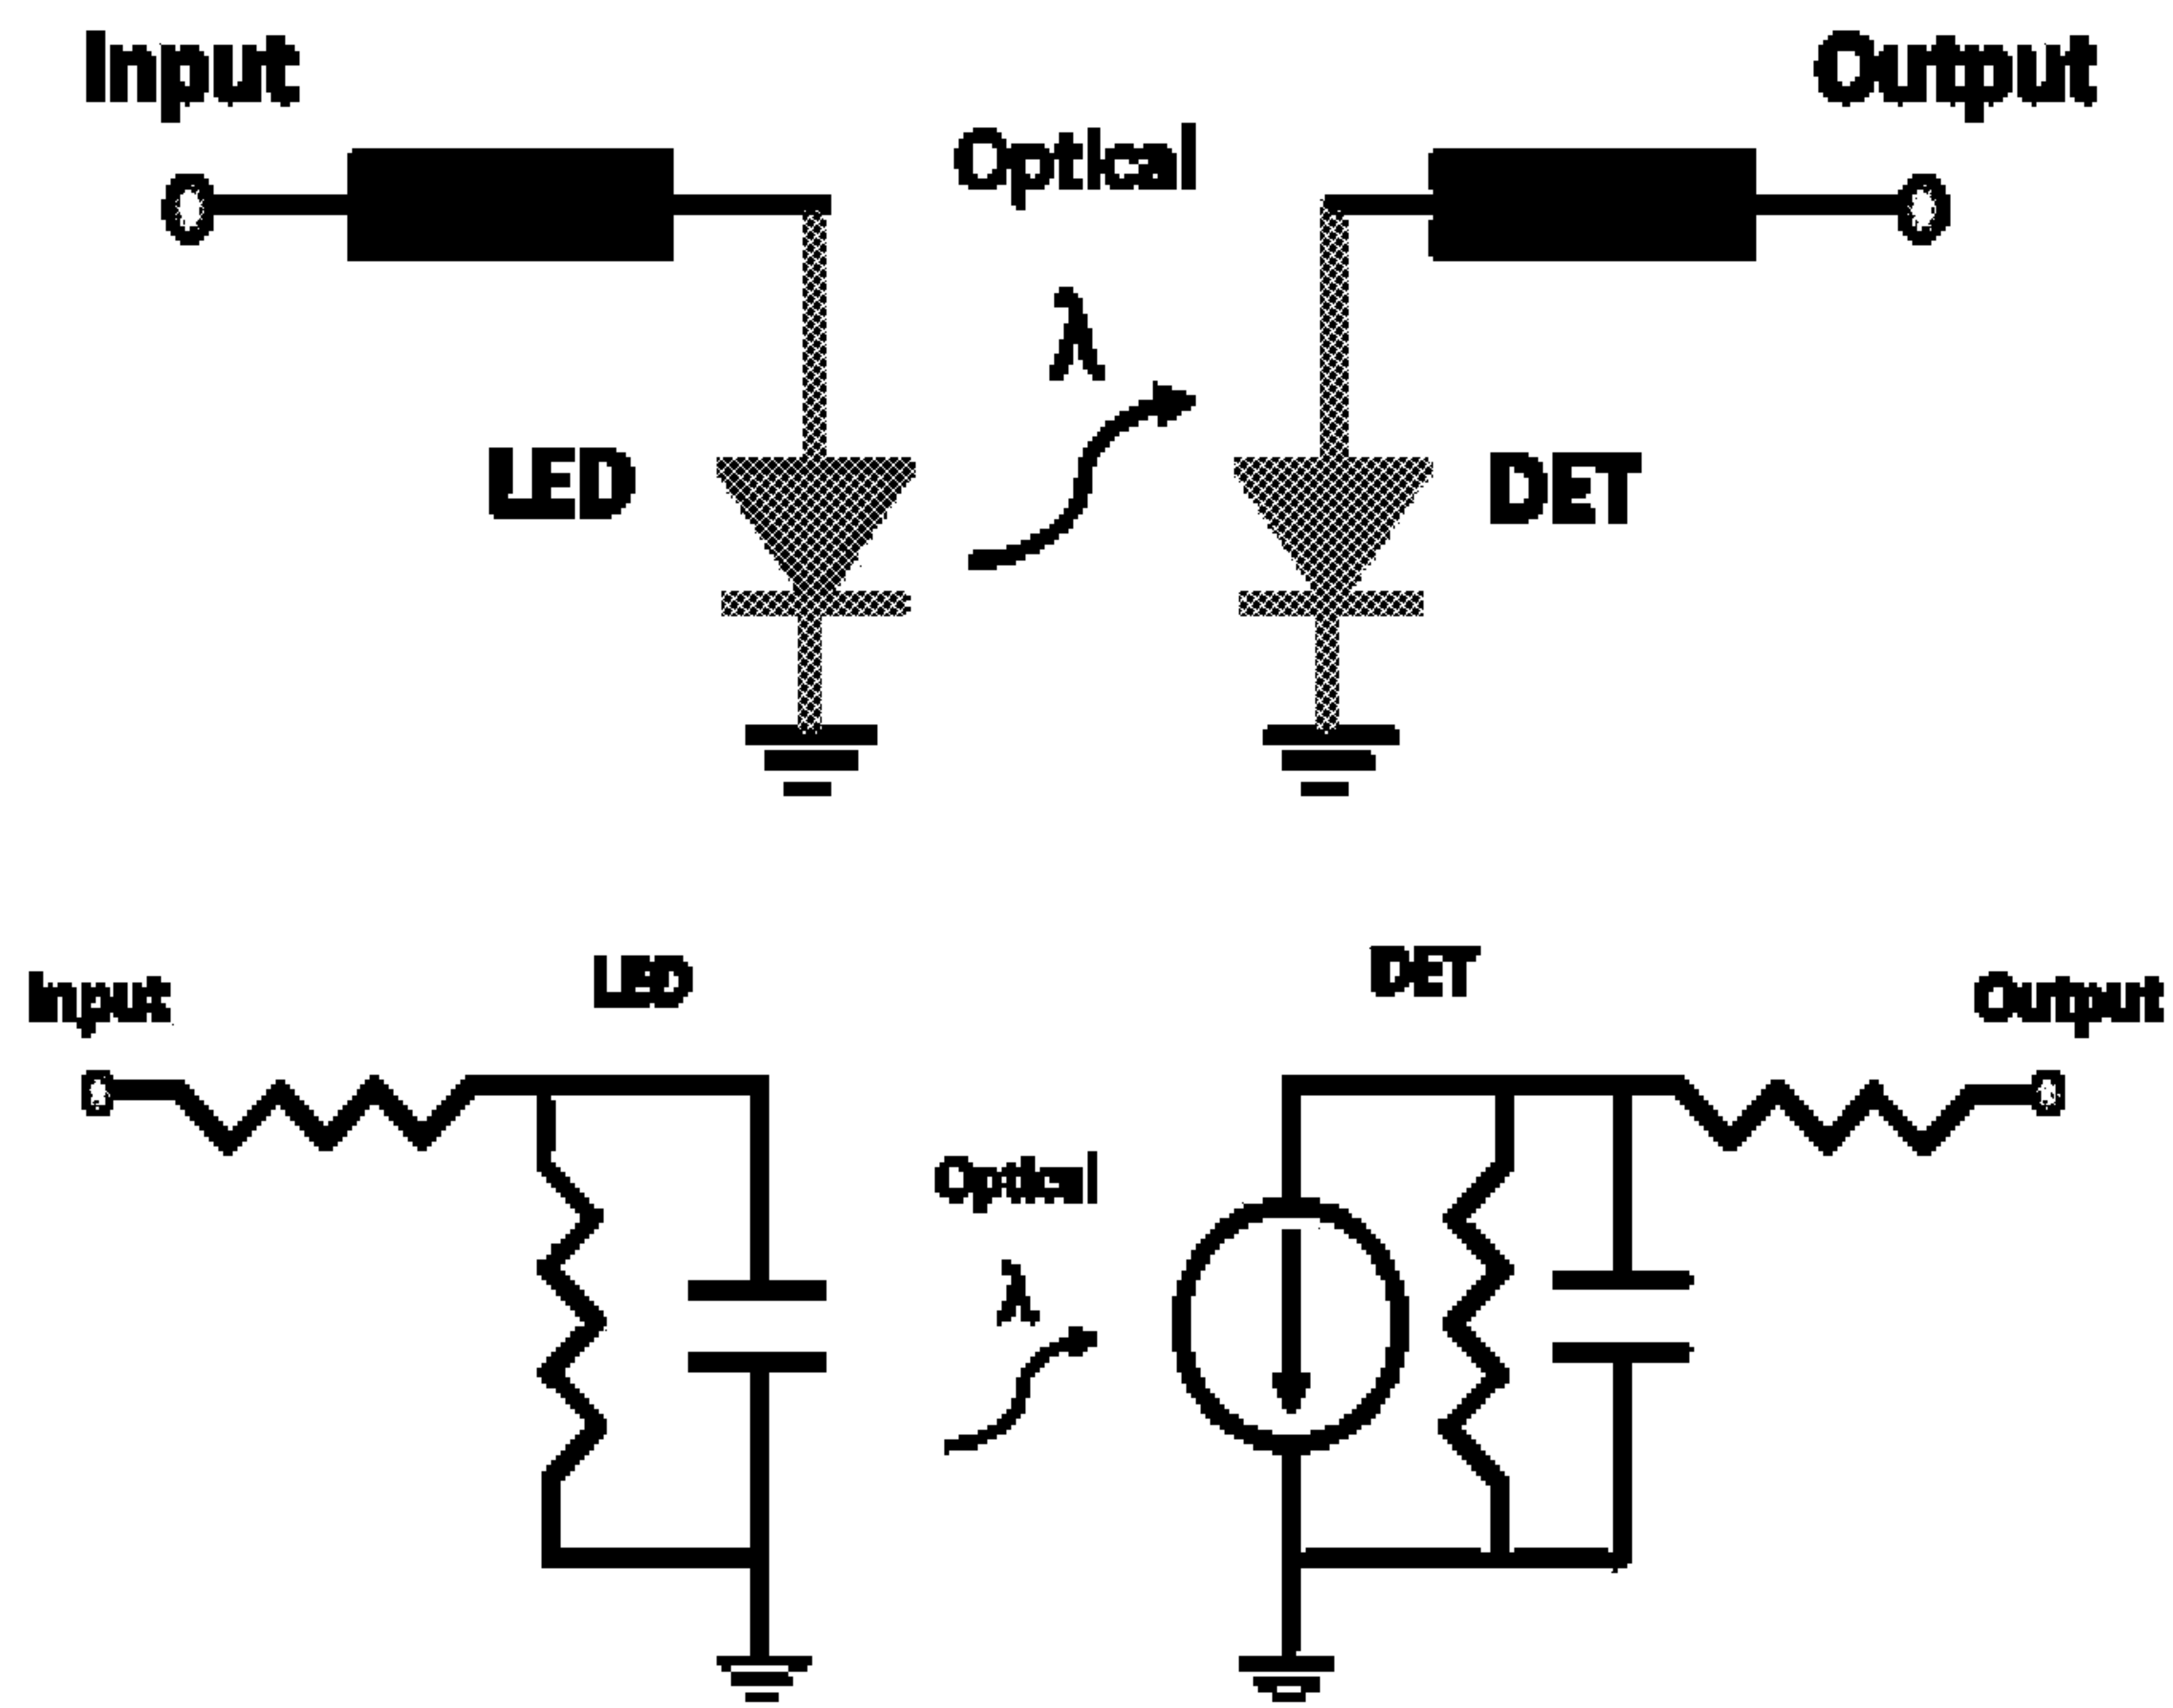 Input
Output
Optical
λ
LED
DET
LED
DET
Input
Output
Optical
λ